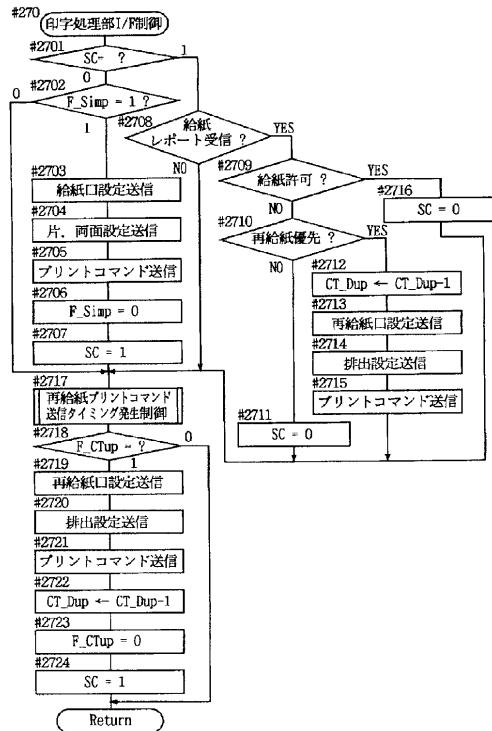 #270
印字処理部I/F制御
#2701
SC= ?
1
0
#2702
F_Simp = 1 ?
0
1
#2708
給紙
レポート受信 ?
YES
NO
#2709
給紙許可 ?
YES
NO
#2716
SC = 0
#2710
再給紙優先 ?
YES
NO
#2703
給紙口設定送信
#2704
片、両面設定送信
#2705
プリントコマンド送信
#2706
F_Simp = 0
#2707
SC = 1
#2712
CT_Dup ← CT_Dup-1
#2713
再給紙口設定送信
#2714
排出設定送信
#2715
プリントコマンド送信
#2711
SC = 0
#2717
再給紙プリントコマンド
送信タイミング発生制御
#2718
F_CTup = ?
0
1
#2719
再給紙口設定送信
#2720
排出設定送信
#2721
プリントコマンド送信
#2722
CT_Dup ← CT_Dup-1
#2723
F_CTup = 0
#2724
SC = 1
Return